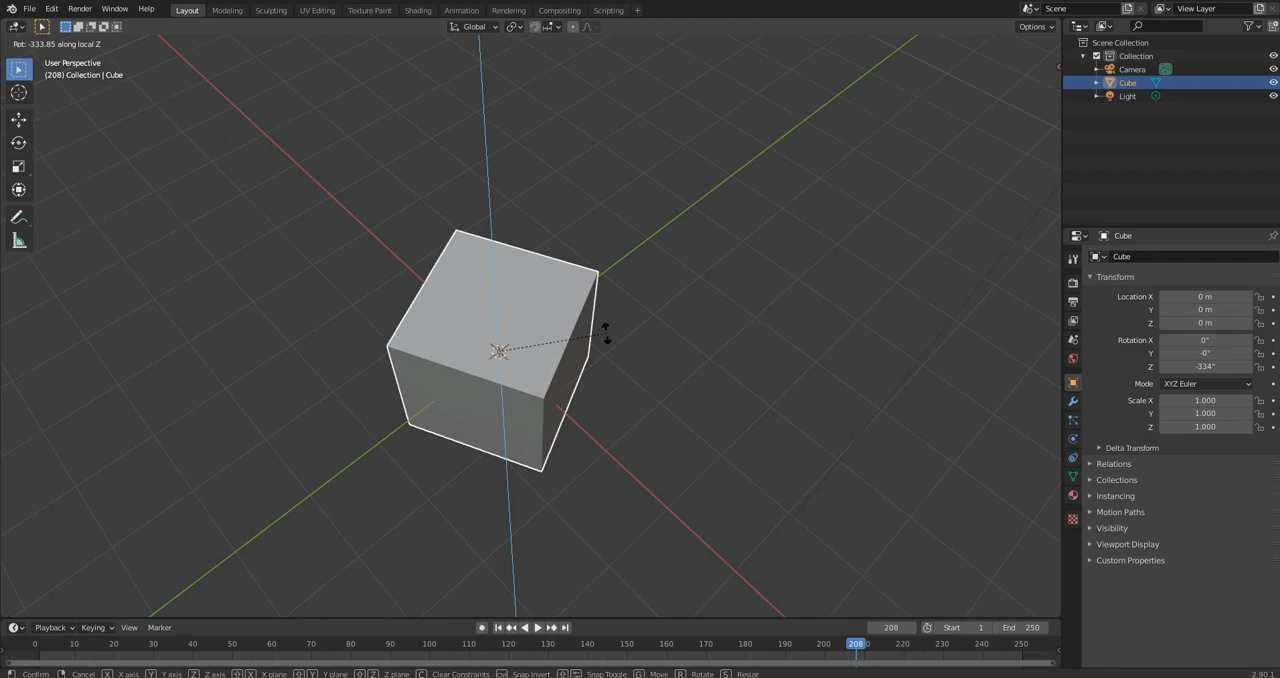 File Edit Render Window Help Layout Modeling Sculpting UV Editing Texture Paint Shading Animation Rendering Compositing Scripting + Scene View Layer
Global Options
Rot: -333.85 along local Z
User Perspective
(208) Collection | Cube
Scene Collection
Collection
Camera
Cube
Light
Cube
Cube
Transform
Location X 0 m
Y 0 m
Z 0 m
Rotation X 0°
Y -0°
Z -334°
Mode XYZ Euler
Scale X 1.000
Y 1.000
Z 1.000
Delta Transform
Relations
Collections
Instancing
Motion Paths
Visibility
Viewport Display
Custom Properties
Playback Keying View Marker 208 Start 1 End 250
0 10 20 30 40 50 60 70 80 90 100 110 120 130 140 150 160 170 180 190 200 208 220 230 240 250
Confirm Cancel X X axis Y Y axis Z Z axis X X plane Y Y plane Z Z plane C Clear Constraints Snap Invert Snap Toggle G Move R Rotate S Resize 2.90.1